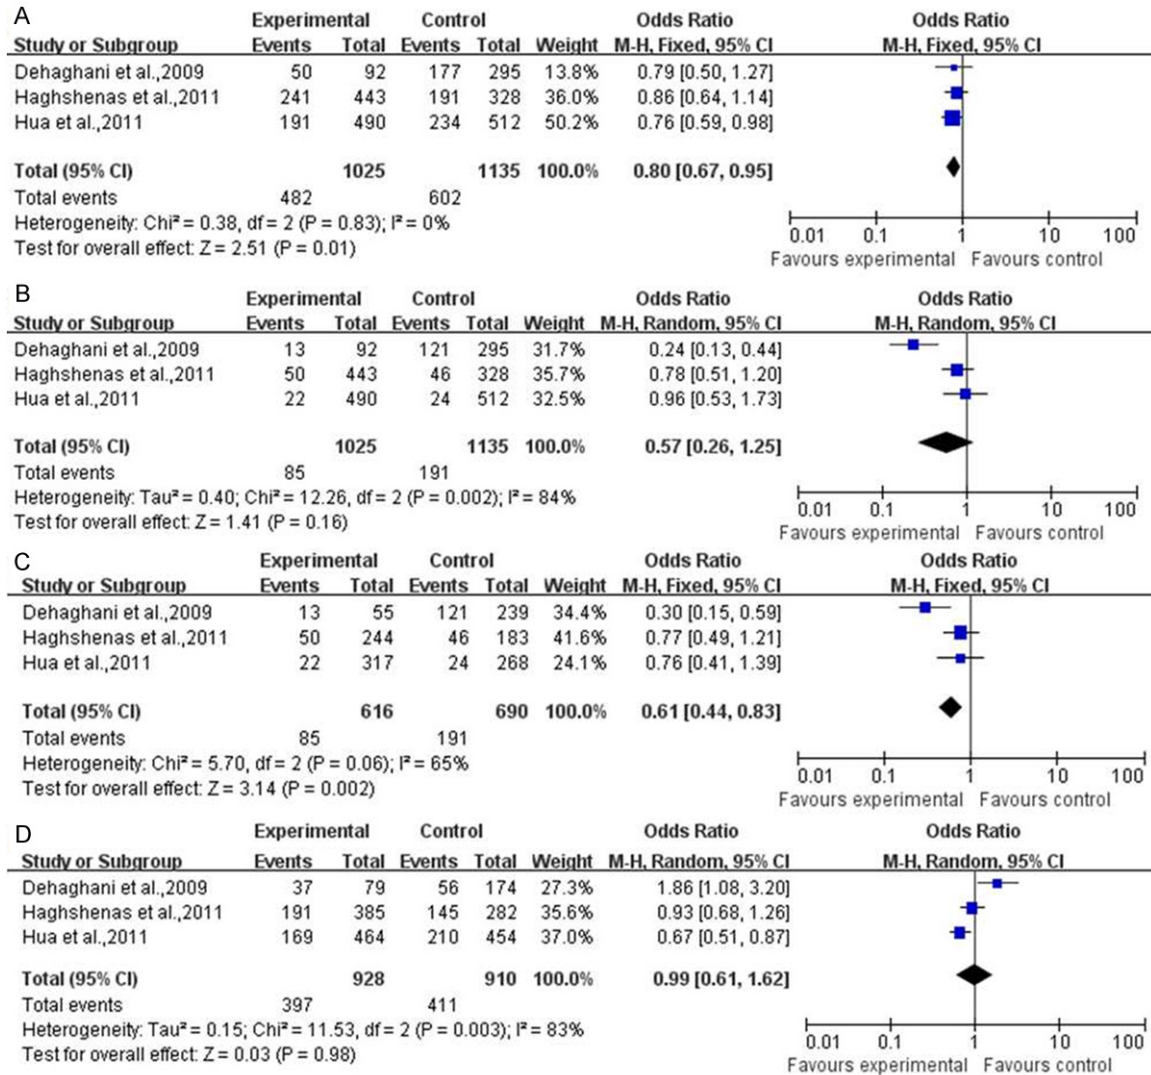 A
Experimental Control Odds Ratio Odds Ratio
Study or Subgroup Events Total Events Total Weight M-H, Fixed, 95% CI M-H, Fixed, 95% CI
Dehaghani et al.,2009 50 92 177 295 13.8% 0.79 [0.50, 1.27]
Haghshenas et al.,2011 241 443 191 328 36.0% 0.86 [0.64, 1.14]
Hua et al.,2011 191 490 234 512 50.2% 0.76 [0.59, 0.98]
Total (95% CI) 1025 1135 100.0% 0.80 [0.67, 0.95]
Total events 482 602
Heterogeneity: Chi² = 0.38, df = 2 (P = 0.83); I² = 0%
Test for overall effect: Z = 2.51 (P = 0.01)
0.01 0.1 1 10 100
Favours experimental Favours control
B
Experimental Control Odds Ratio Odds Ratio
Study or Subgroup Events Total Events Total Weight M-H, Random, 95% CI M-H, Random, 95% CI
Dehaghani et al.,2009 13 92 121 295 31.7% 0.24 [0.13, 0.44]
Haghshenas et al.,2011 50 443 46 328 35.7% 0.78 [0.51, 1.20]
Hua et al.,2011 22 490 24 512 32.5% 0.96 [0.53, 1.73]
Total (95% CI) 1025 1135 100.0% 0.57 [0.26, 1.25]
Total events 85 191
Heterogeneity: Tau² = 0.40; Chi² = 12.26, df = 2 (P = 0.002); I² = 84%
Test for overall effect: Z = 1.41 (P = 0.16)
0.01 0.1 1 10 100
Favours experimental Favours control
C
Experimental Control Odds Ratio Odds Ratio
Study or Subgroup Events Total Events Total Weight M-H, Fixed, 95% CI M-H, Fixed, 95% CI
Dehaghani et al.,2009 13 55 121 239 34.4% 0.30 [0.15, 0.59]
Haghshenas et al.,2011 50 244 46 183 41.6% 0.77 [0.49, 1.21]
Hua et al.,2011 22 317 24 268 24.1% 0.76 [0.41, 1.39]
Total (95% CI) 616 690 100.0% 0.61 [0.44, 0.83]
Total events 85 191
Heterogeneity: Chi² = 5.70, df = 2 (P = 0.06); I² = 65%
Test for overall effect: Z = 3.14 (P = 0.002)
0.01 0.1 1 10 100
Favours experimental Favours control
D
Experimental Control Odds Ratio Odds Ratio
Study or Subgroup Events Total Events Total Weight M-H, Random, 95% CI M-H, Random, 95% CI
Dehaghani et al.,2009 37 79 56 174 27.3% 1.86 [1.08, 3.20]
Haghshenas et al.,2011 191 385 145 282 35.6% 0.93 [0.68, 1.26]
Hua et al.,2011 169 464 210 454 37.0% 0.67 [0.51, 0.87]
Total (95% CI) 928 910 100.0% 0.99 [0.61, 1.62]
Total events 397 411
Heterogeneity: Tau² = 0.15; Chi² = 11.53, df = 2 (P = 0.003); I² = 83%
Test for overall effect: Z = 0.03 (P = 0.98)
0.01 0.1 1 10 100
Favours experimental Favours control